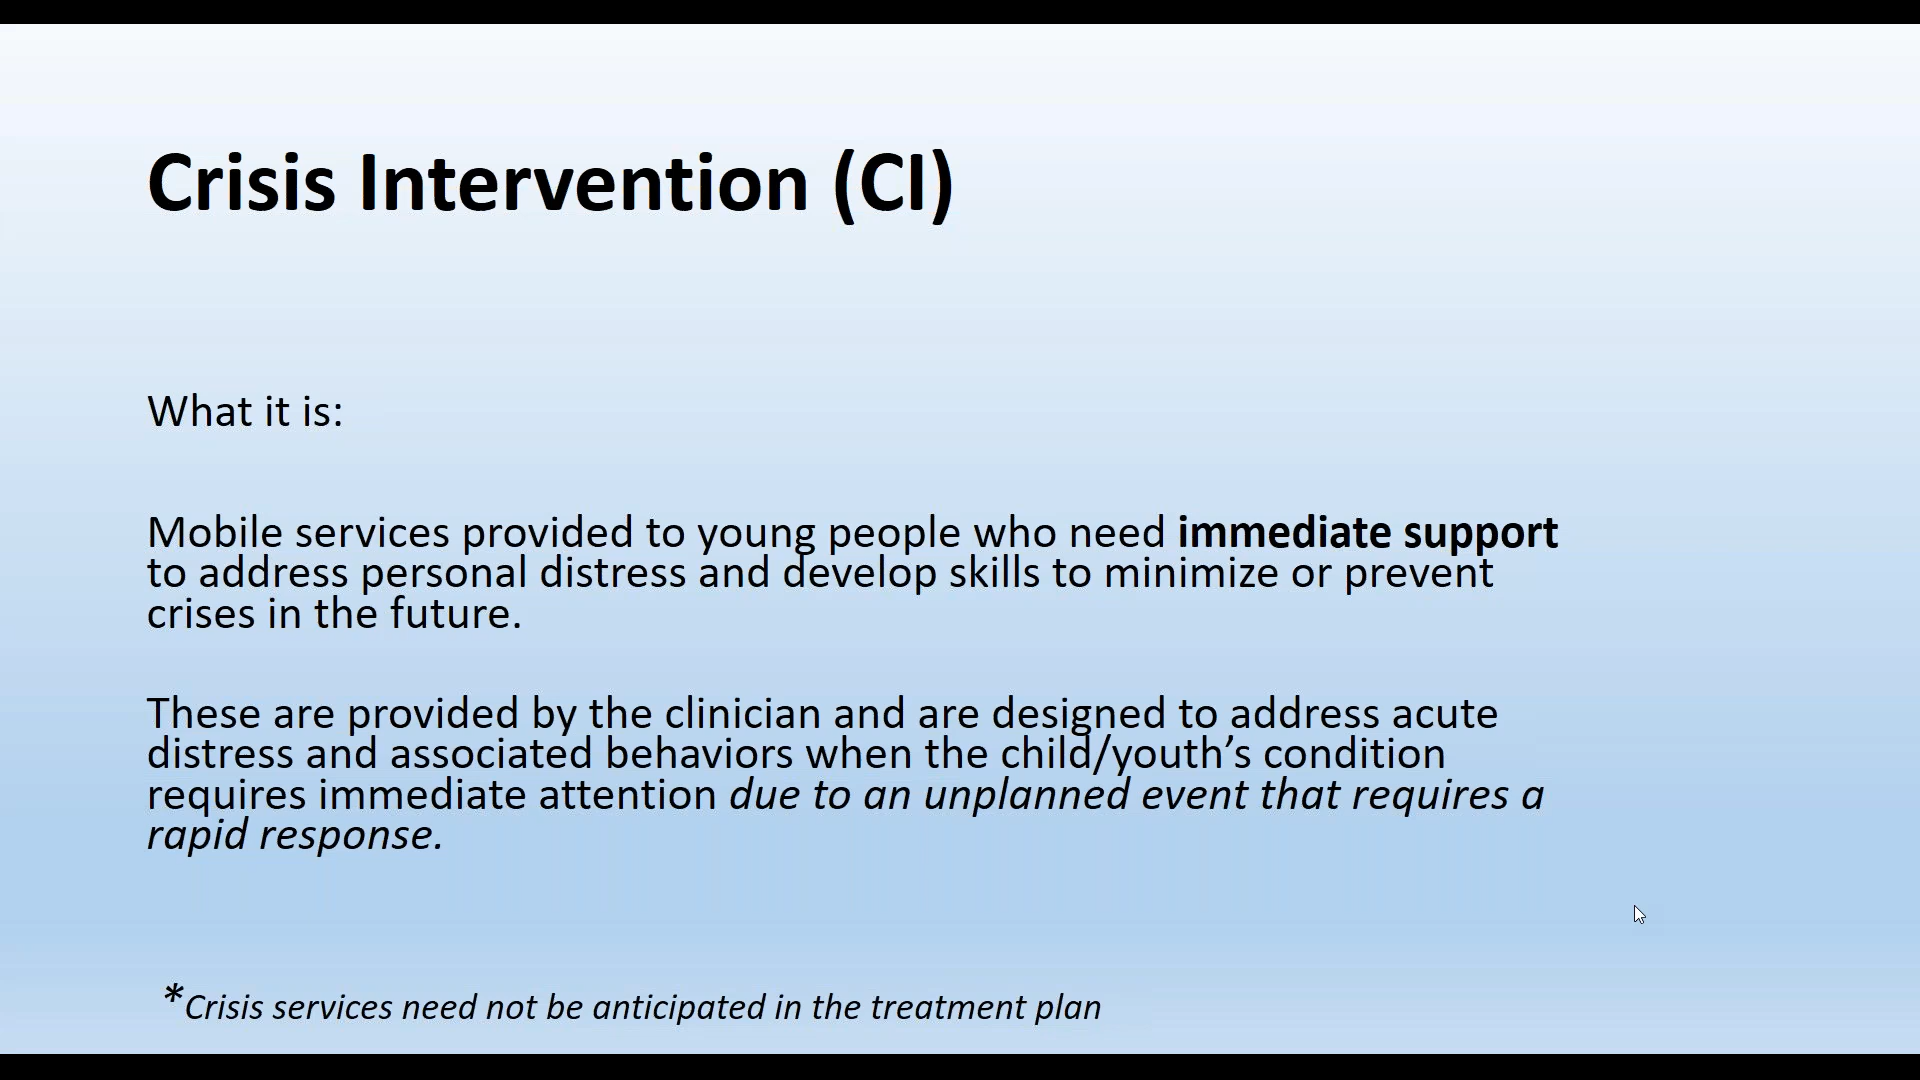 Crisis Intervention (CI)
What it is:
Mobile services provided to young people who need immediate support
to address personal distress and develop skills to minimize or prevent
crises in the future.
These are provided by the clinician and are designed to address acute
distress and associated behaviors when the child/youth’s condition
requires immediate attention due to an unplanned event that requires a
rapid response.
*Crisis services need not be anticipated in the treatment plan